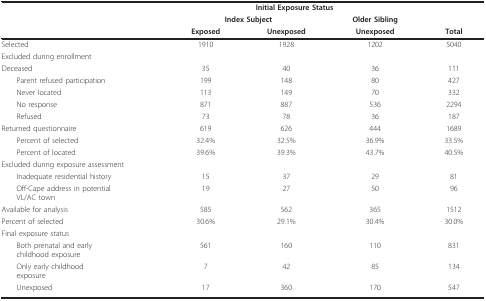 Initial Exposure Status
Index Subject Older Sibling
Exposed Unexposed Unexposed Total
Selected 1910 1928 1202 5040
Excluded during enrollment
Deceased 35 40 36 111
Parent refused participation 199 148 80 427
Never located 113 149 70 332
No response 871 887 536 2294
Refused 73 78 36 187
Returned questionnaire 619 626 444 1689
Percent of selected 32.4% 32.5% 36.9% 33.5%
Percent of located 39.6% 39.3% 43.7% 40.5%
Excluded during exposure assessment
Inadequate residential history 15 37 29 81
Off-Cape address in potential 19 27 50 96
VL/AC town
Available for analysis 585 562 365 1512
Percent of selected 30.6% 29.1% 30.4% 30.0%
Final exposure status
Both prenatal and early 561 160 110 831
childhood exposure
Only early childhood 7 42 85 134
exposure
Unexposed 17 360 170 547